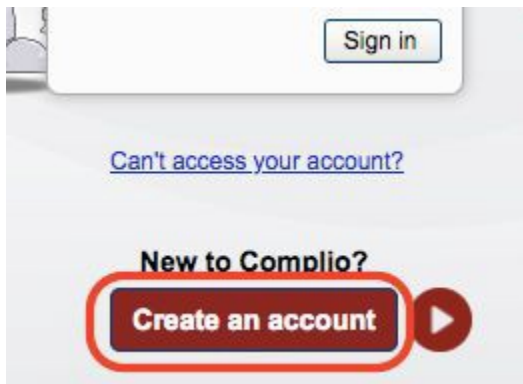 Sign in
Can't access your account?
New to Complio?
Create an account